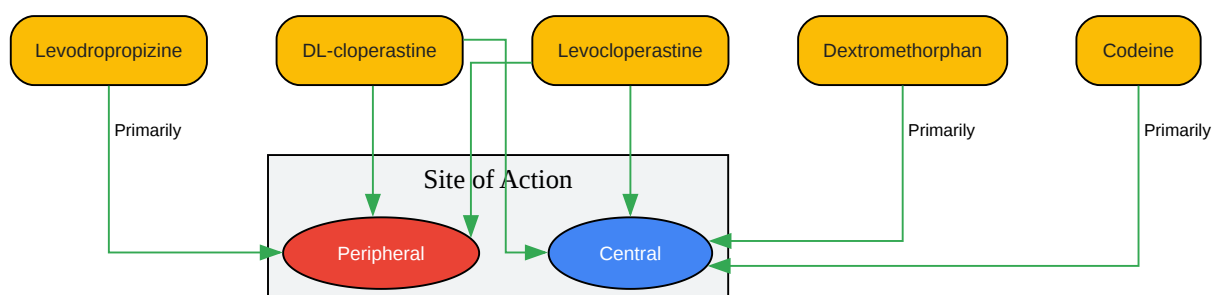 Levodropropizine
DL-cloperastine
Levocloperastine
Dextromethorphan
Codeine
Primarily
Primarily
Primarily
Site of Action
Peripheral
Central